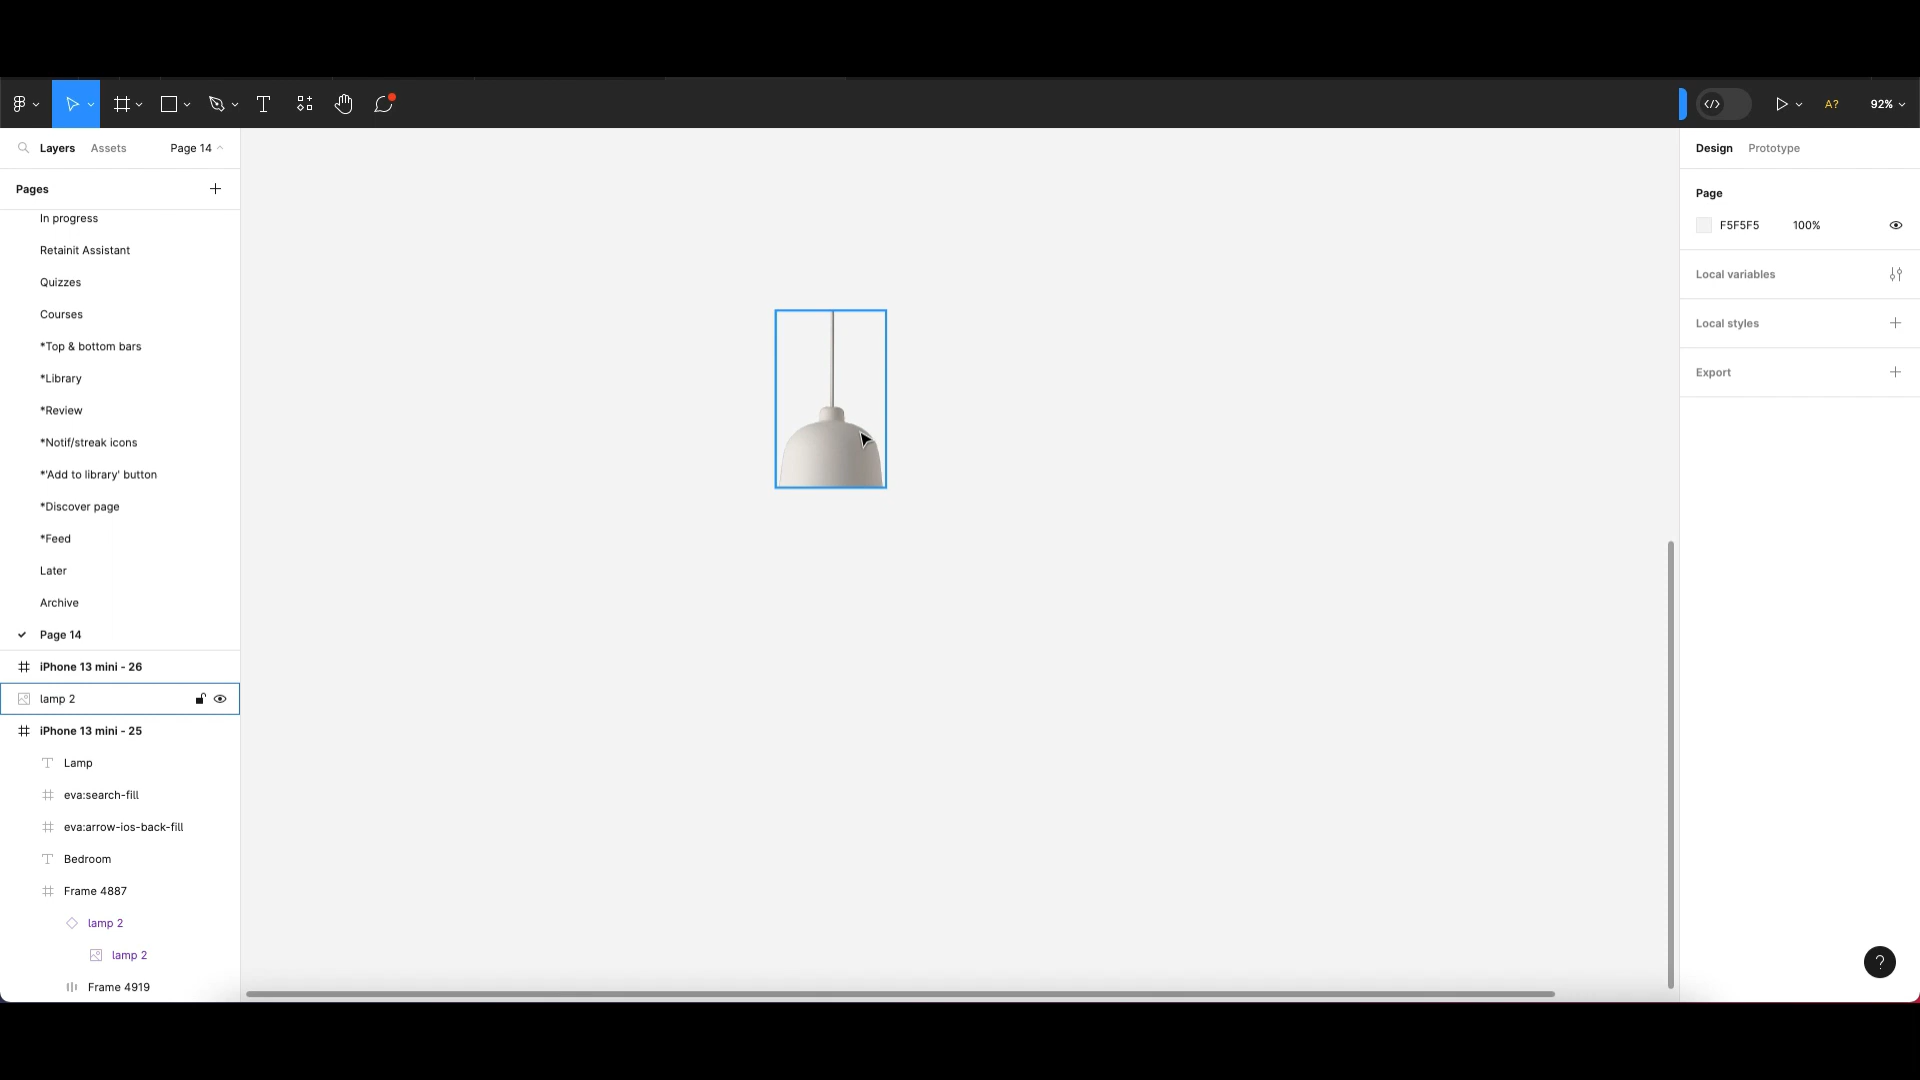 A?
92%
Layers Assets Page 14
Design Prototype
Pages
Page
In progress
F5F5F5 100%
Retainit Assistant
Local variables
Quizzes
Courses
Local styles
*Top & bottom bars
Export
*Library
*Review
*Notif/streak icons
*'Add to library' button
*Discover page
*Feed
Later
Archive
Page 14
iPhone 13 mini - 26
lamp 2
iPhone 13 mini - 25
Lamp
eva:search-fill
eva:arrow-ios-back-fill
Bedroom
Frame 4887
lamp 2
lamp 2
Frame 4919
?